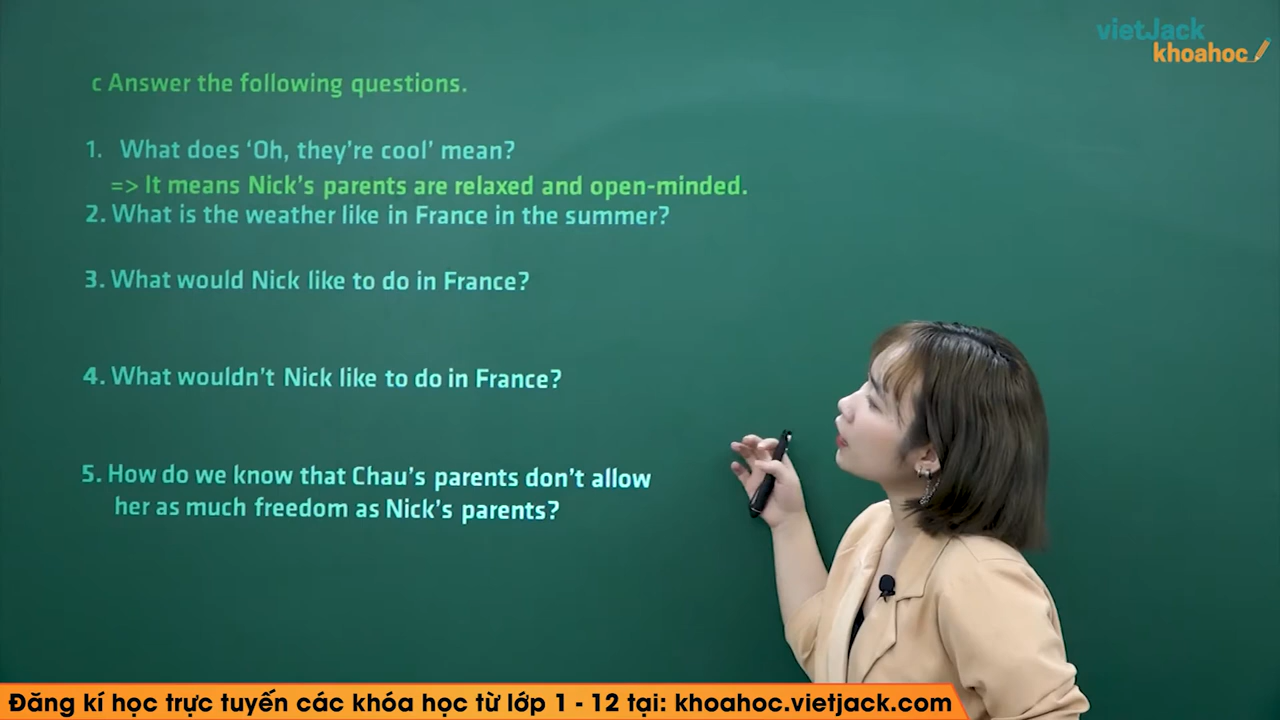 vietJack
khoahoc
c Answer the following questions.
1. What does ‘Oh, they’re cool’ mean?
=> It means Nick’s parents are relaxed and open-minded.
2. What is the weather like in France in the summer?
3. What would Nick like to do in France?
4. What wouldn’t Nick like to do in France?
5. How do we know that Chau’s parents don’t allow
her as much freedom as Nick’s parents?
Đăng kí học trực tuyến các khóa học từ lớp 1 - 12 tại: khoahoc.vietjack.com